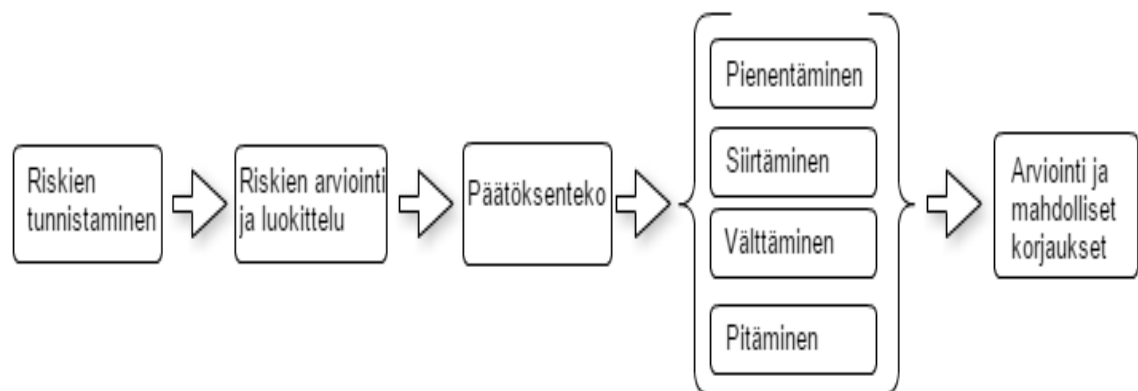 Riskien
tunnistaminen
Riskien arviointi
ja luokittelu
Päätöksenteko
Pienentäminen
Siirtäminen
Välttäminen
Pitäminen
Arviointi ja
mahdolliset
korjaukset